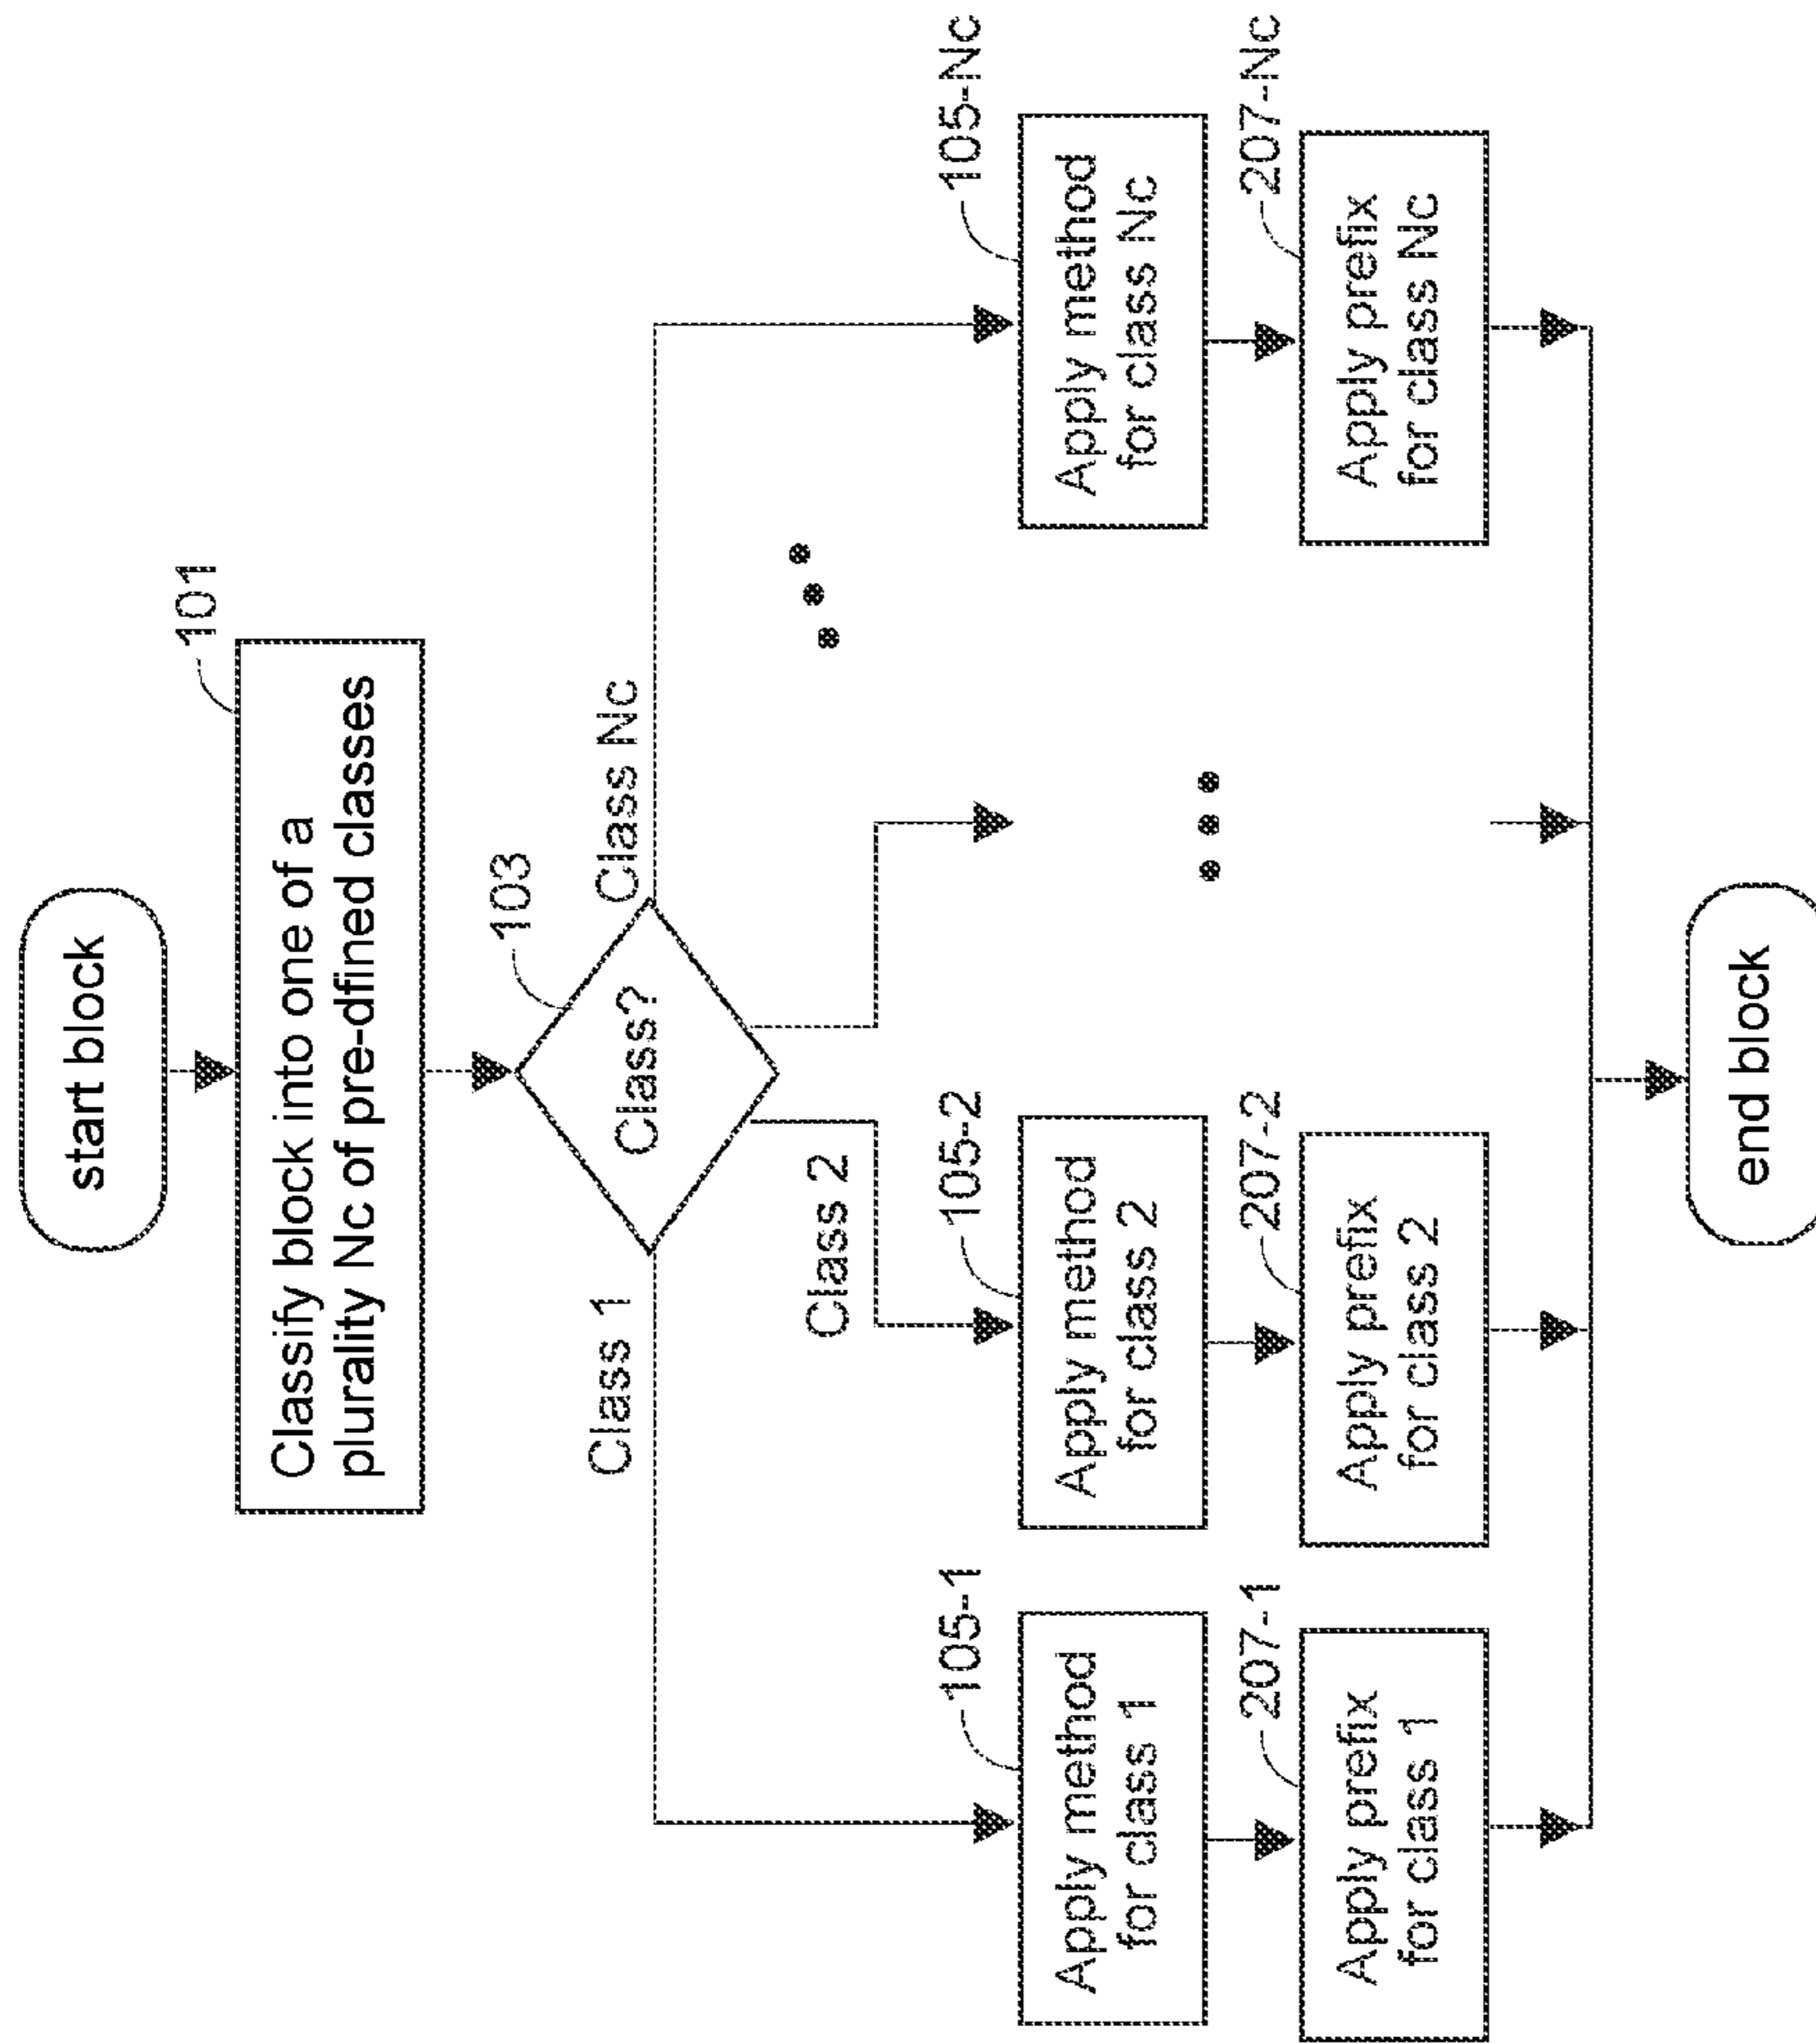 start block
101
Classify block into one of a
plurality Nc of pre-dfined classes
103
Class?
Class 1
Class Nc
Class 2
105-1
Apply method
for class 1
105-2
Apply method
for class 2
105-Nc
Apply method
for class Nc
207-1
Apply prefix
for class 1
207-2
Apply prefix
for class 2
207-Nc
Apply prefix
for class Nc
end block